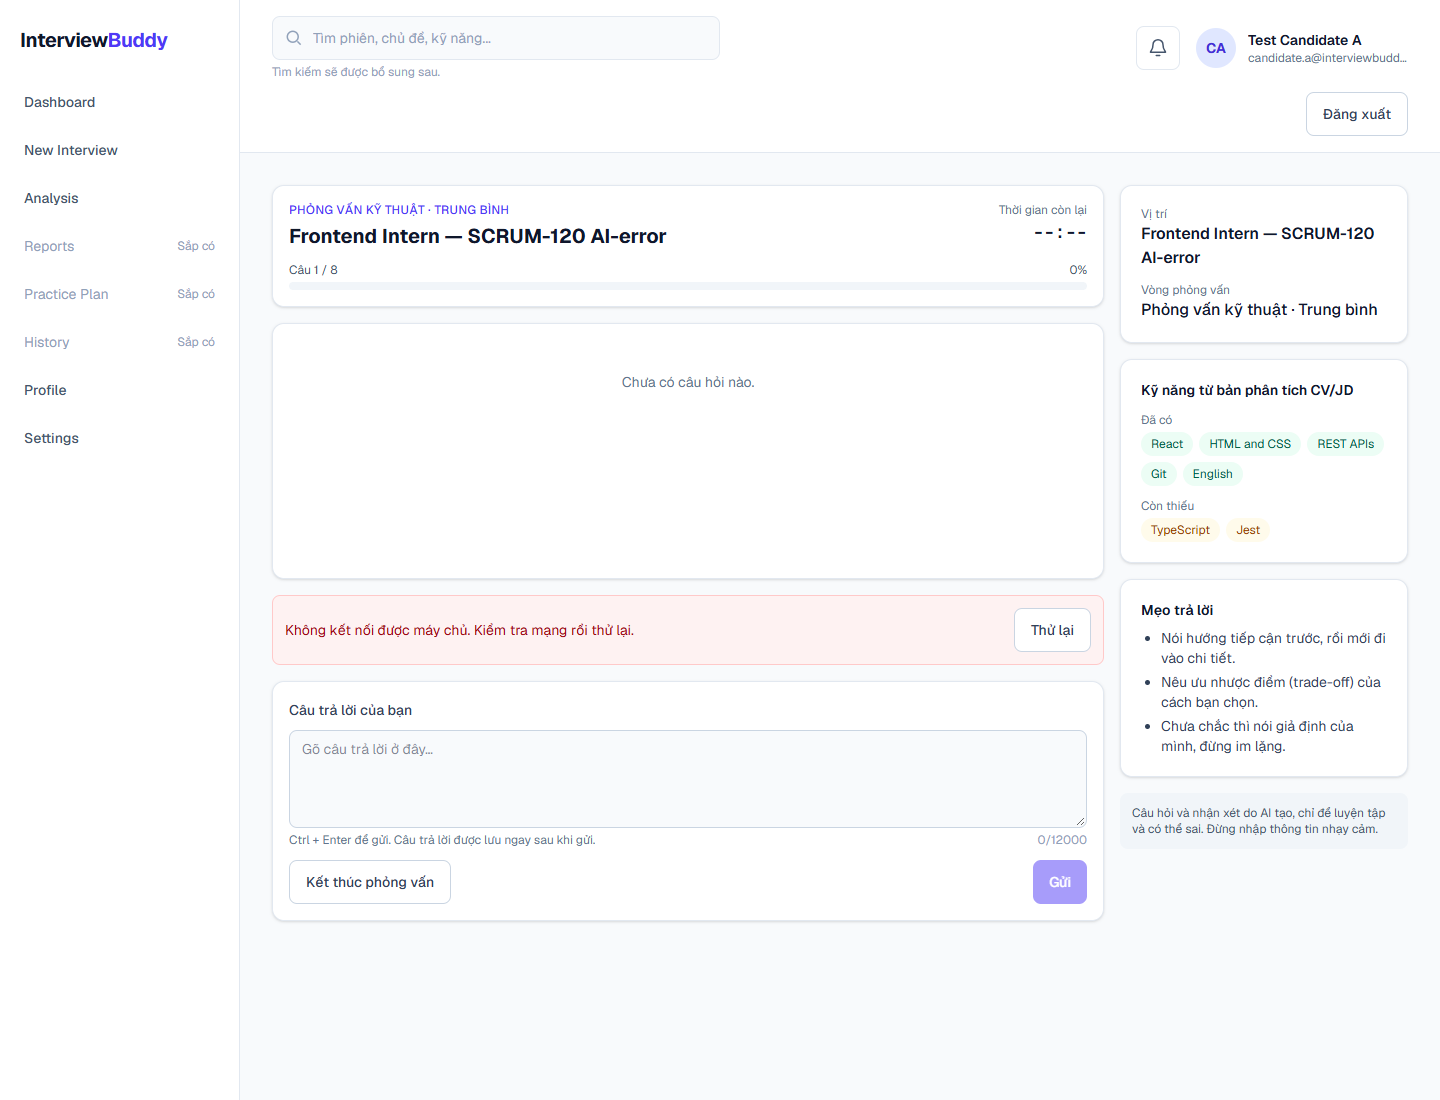 InterviewBuddy
Dashboard
New Interview
Analysis
Reports Sắp có
Practice Plan Sắp có
History Sắp có
Profile
Settings
Tìm phiên, chủ đề, kỹ năng...
Tìm kiếm sẽ được bổ sung sau.
CA
Test Candidate A
candidate.a@interviewbudd...
Đăng xuất
PHỎNG VẤN KỸ THUẬT · TRUNG BÌNH
Thời gian còn lại
Frontend Intern — SCRUM-120 AI-error
--:--
Câu 1 / 8
0%
Chưa có câu hỏi nào.
Không kết nối được máy chủ. Kiểm tra mạng rồi thử lại.
Thử lại
Câu trả lời của bạn
Gõ câu trả lời ở đây...
Ctrl + Enter để gửi. Câu trả lời được lưu ngay sau khi gửi.
0/12000
Kết thúc phỏng vấn
Gửi
Vị trí
Frontend Intern — SCRUM-120
AI-error
Vòng phỏng vấn
Phỏng vấn kỹ thuật · Trung bình
Kỹ năng từ bản phân tích CV/JD
Đã có
React HTML and CSS REST APIs
Git English
Còn thiếu
TypeScript Jest
Mẹo trả lời
Nói hướng tiếp cận trước, rồi mới đi
vào chi tiết.
Nêu ưu nhược điểm (trade-off) của
cách bạn chọn.
Chưa chắc thì nói giả định của
mình, đừng im lặng.
Câu hỏi và nhận xét do AI tạo, chỉ để luyện tập
và có thể sai. Đừng nhập thông tin nhạy cảm.